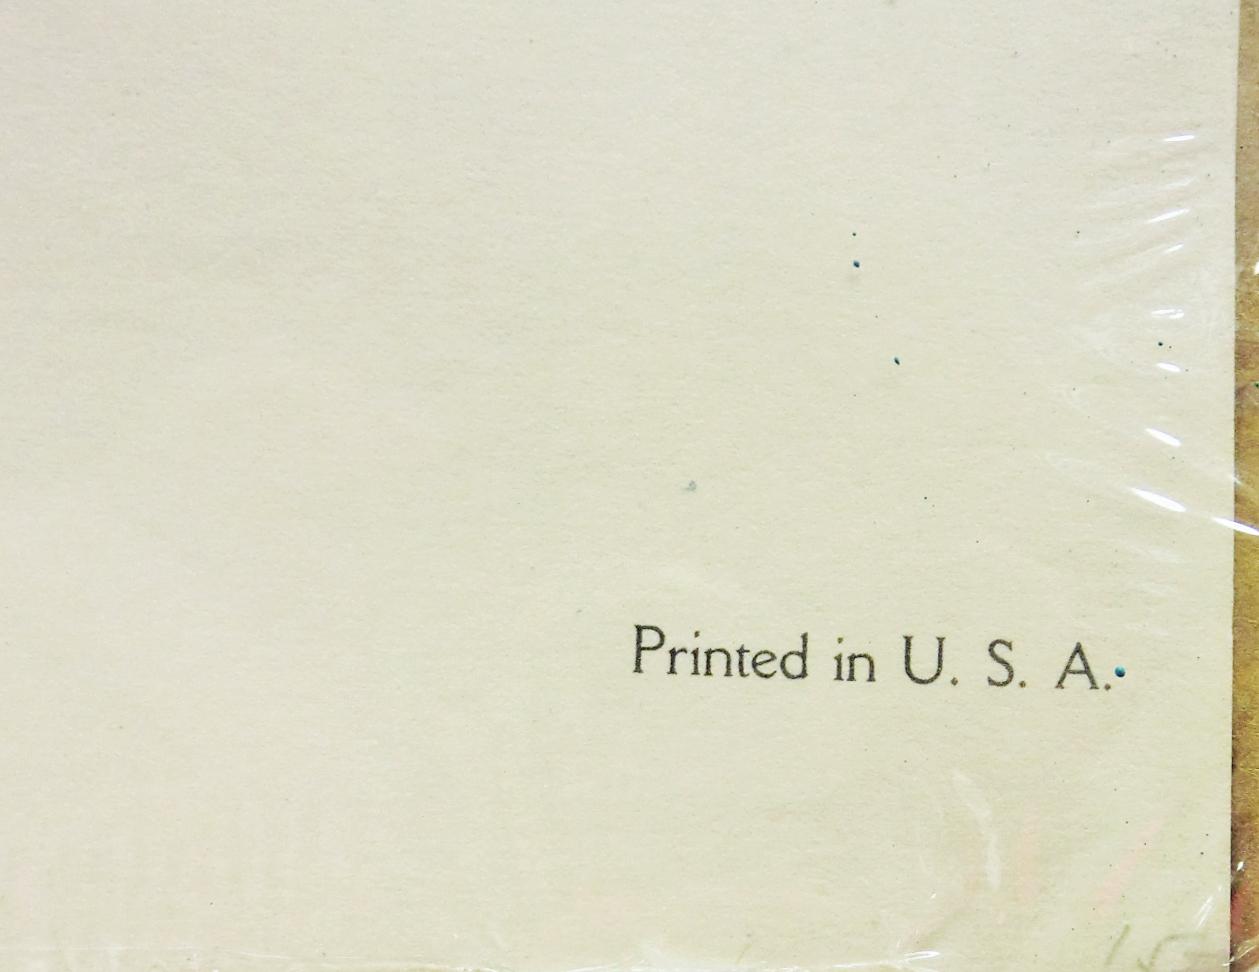 Printed in U. S. A.